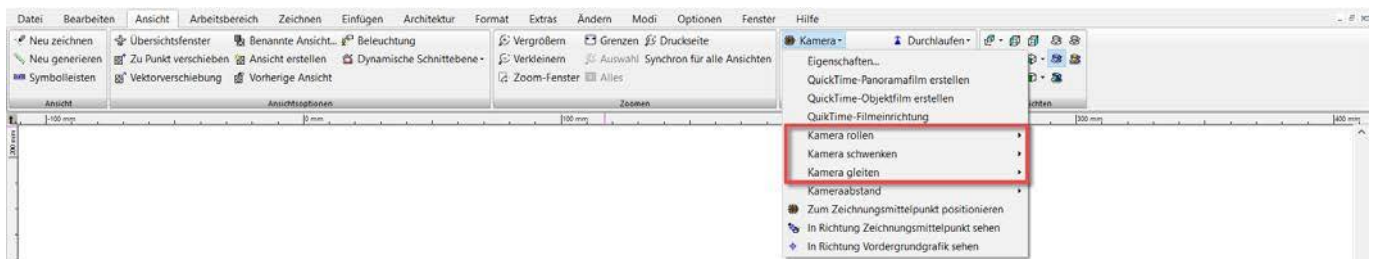 Datei Bearbeiten Ansicht Arbeitsbereich Zeichnen Einfügen Architektur Format Extras Ändern Modi Optionen Fenster Hilfe
Neu zeichnen Übersichtsfenster Benannte Ansicht... Beleuchtung Vergrößern Grenzen Druckseite Kamera Durchlaufen
Neu generieren Zu Punkt verschieben Ansicht erstellen Dynamische Schnittebene Verkleinern Auswahl Synchron für alle Ansichten
Symbolleisten Vektorverschiebung Vorherige Ansicht Zoom-Fenster Alles
Ansicht Ansichtsoptionen Zoomen ichten
-100 mm 0 mm 100 mm 300 mm 400 mm
200 mm
Eigenschaften...
QuickTime-Panoramafilm erstellen
QuickTime-Objektfilm erstellen
QuikTime-Filmeinrichtung
Kamera rollen
Kamera schwenken
Kamera gleiten
Kameraabstand
Zum Zeichnungsmittelpunkt positionieren
In Richtung Zeichnungsmittelpunkt sehen
In Richtung Vordergrundgrafik sehen